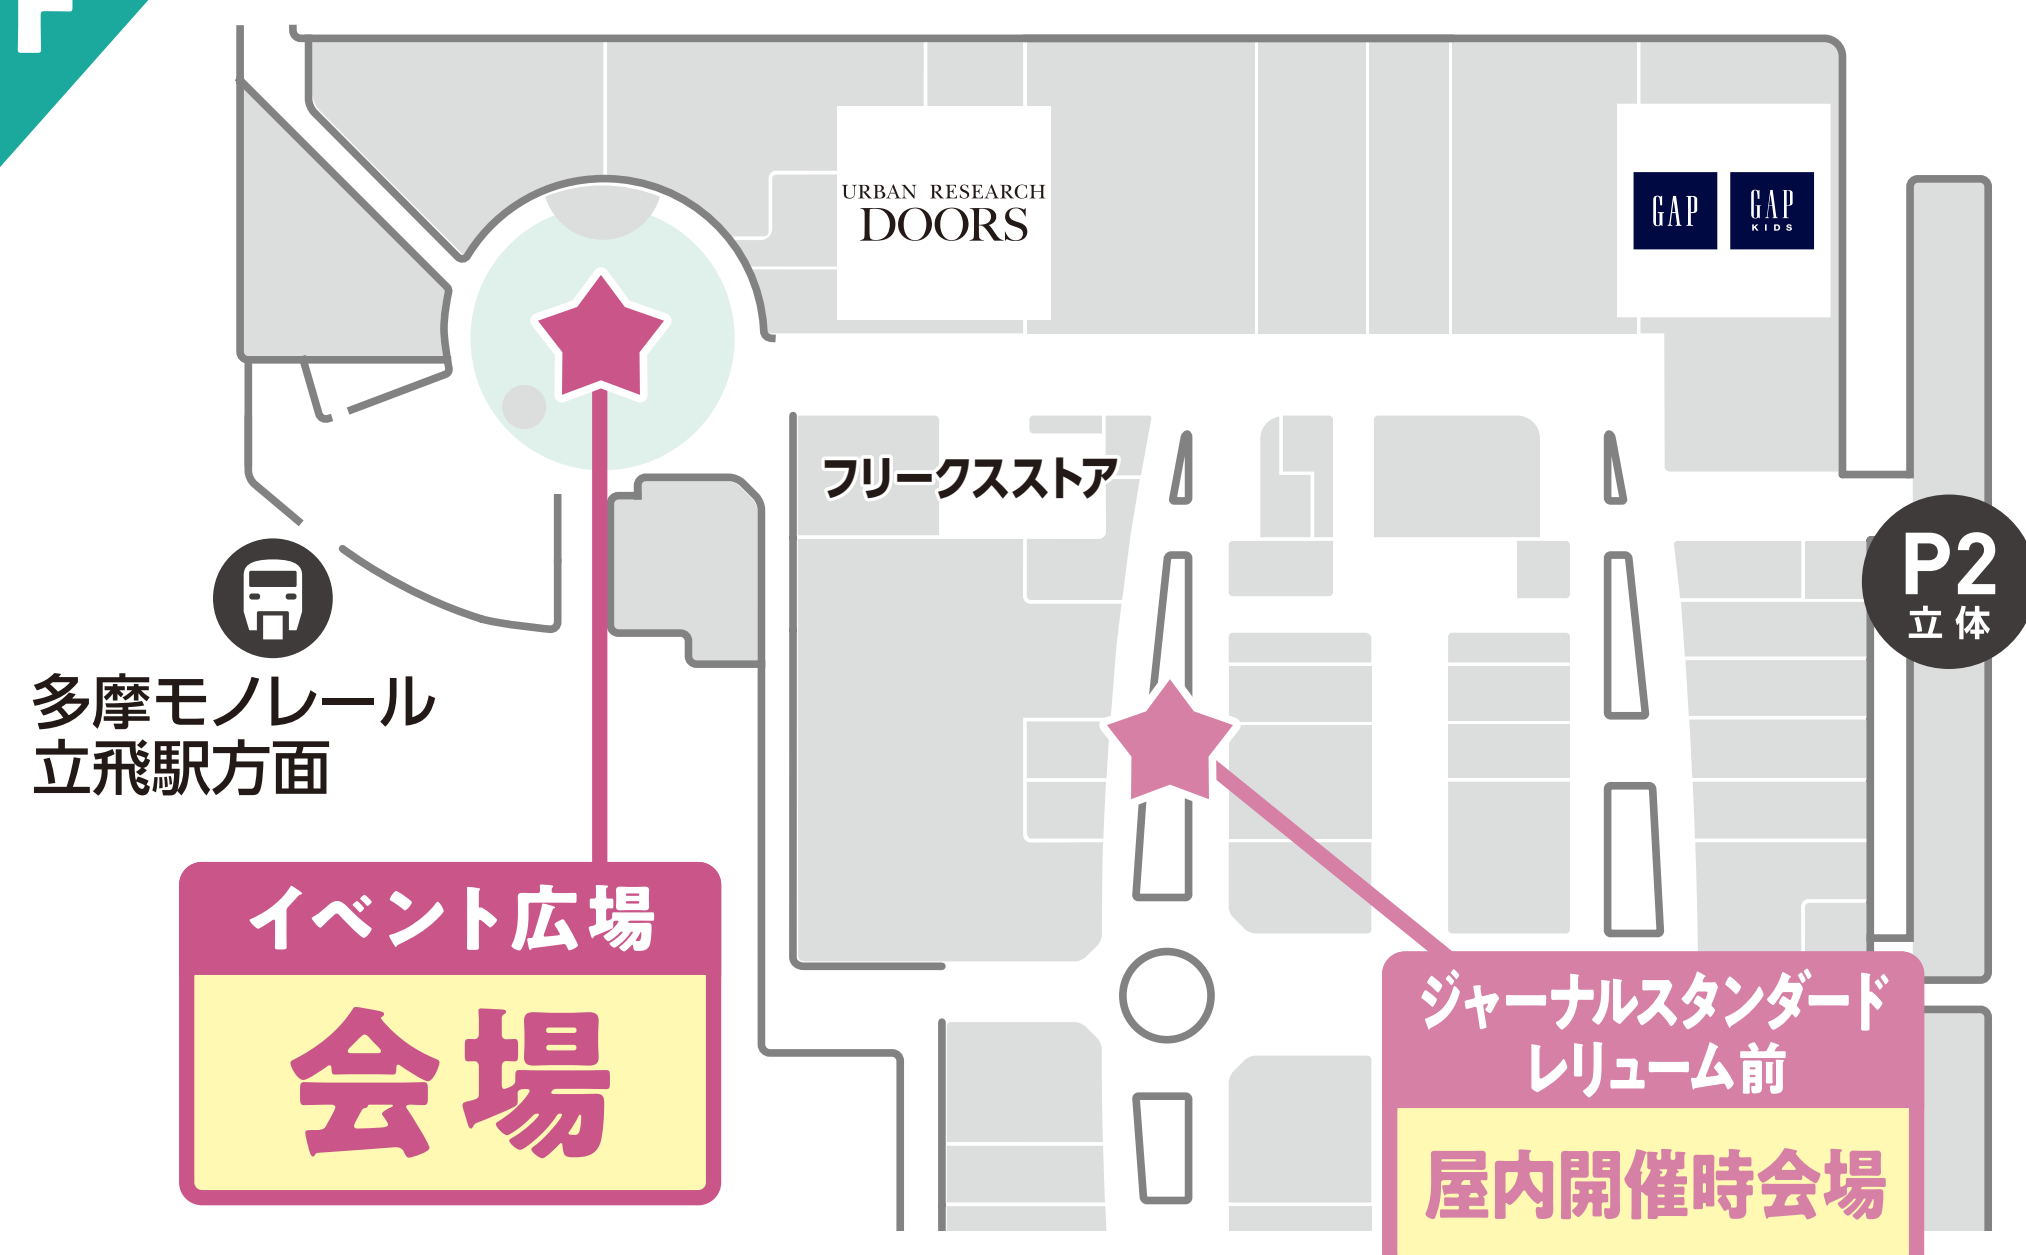 F
URBAN RESEARCH
DOORS
GAP
GAP
KIDS
フリークスストア
P2
立体
多摩モノレール
立飛駅方面
イベント広場
会場
ジャーナルスタンダード
レリューム前
屋内開催時会場